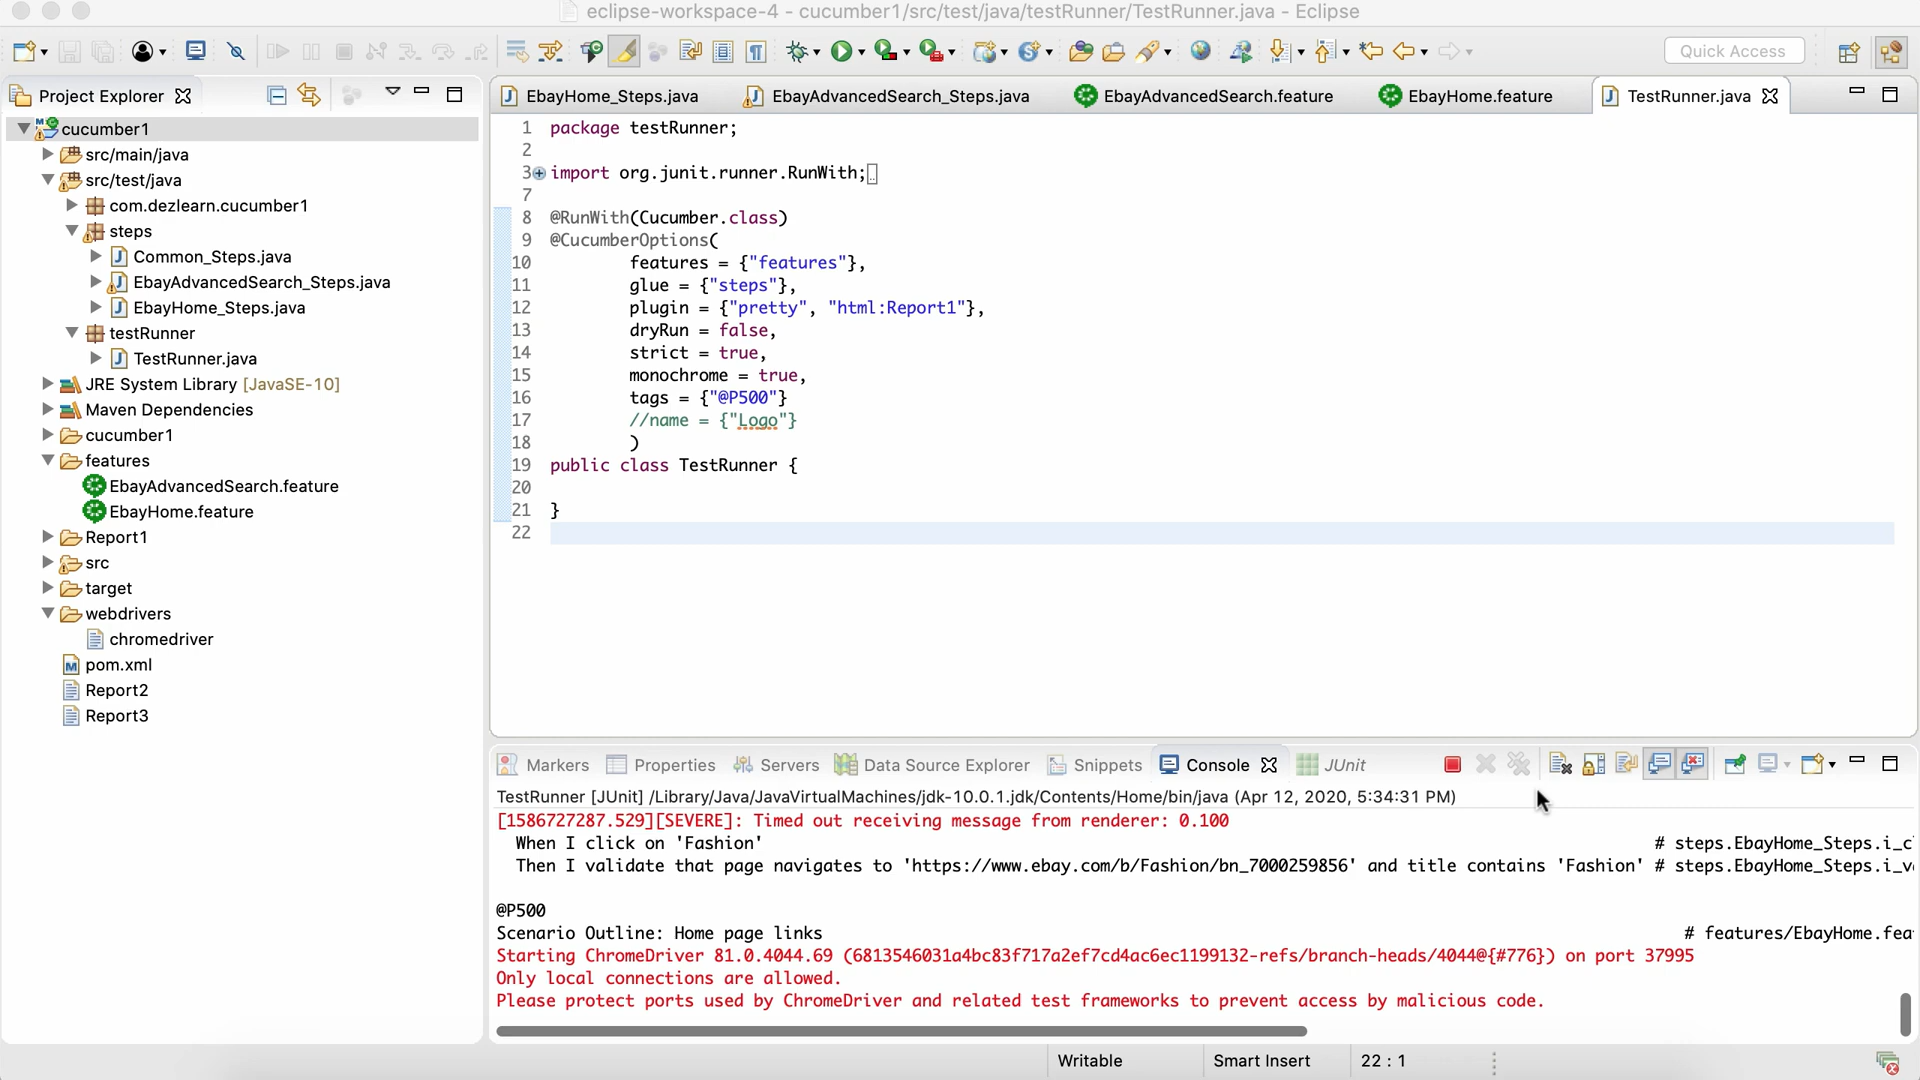 eclipse-workspace-4 - cucumber1/src/test/java/testRunner/TestRunner.java - Eclipse
Quick Access
Project Explorer
EbayHome_Steps.java
EbayAdvancedSearch_Steps.java
EbayAdvancedSearch.feature
EbayHome.feature
TestRunner.java
cucumber1
src/main/java
src/test/java
com.dezlearn.cucumber1
steps
Common_Steps.java
EbayAdvancedSearch_Steps.java
EbayHome_Steps.java
testRunner
TestRunner.java
JRE System Library [JavaSE-10]
Maven Dependencies
cucumber1
features
EbayAdvancedSearch.feature
EbayHome.feature
Report1
src
target
webdrivers
chromedriver
pom.xml
Report2
Report3
1 package testRunner;
2
3 import org.junit.runner.RunWith;
7
8 @RunWith(Cucumber.class)
9 @CucumberOptions(
10 features = {"features"},
11 glue = {"steps"},
12 plugin = {"pretty", "html:Report1"},
13 dryRun = false,
14 strict = true,
15 monochrome = true,
16 tags = {"@P500"}
17 //name = {"Logo"}
18 )
19 public class TestRunner {
20
21 }
22
Markers
Properties
Servers
Data Source Explorer
Snippets
Console
JUnit
TestRunner [JUnit] /Library/Java/JavaVirtualMachines/jdk-10.0.1.jdk/Contents/Home/bin/java (Apr 12, 2020, 5:34:31 PM)
[1586727287.529][SEVERE]: Timed out receiving message from renderer: 0.100
When I click on 'Fashion' # steps.EbayHome_Steps.i_c
Then I validate that page navigates to 'https://www.ebay.com/b/Fashion/bn_7000259856' and title contains 'Fashion' # steps.EbayHome_Steps.i_v
@P500
Scenario Outline: Home page links # features/EbayHome.fea
Starting ChromeDriver 81.0.4044.69 (6813546031a4bc83f717a2ef7cd4ac6ec1199132-refs/branch-heads/4044@{#776}) on port 37995
Only local connections are allowed.
Please protect ports used by ChromeDriver and related test frameworks to prevent access by malicious code.
Writable
Smart Insert
22 : 1